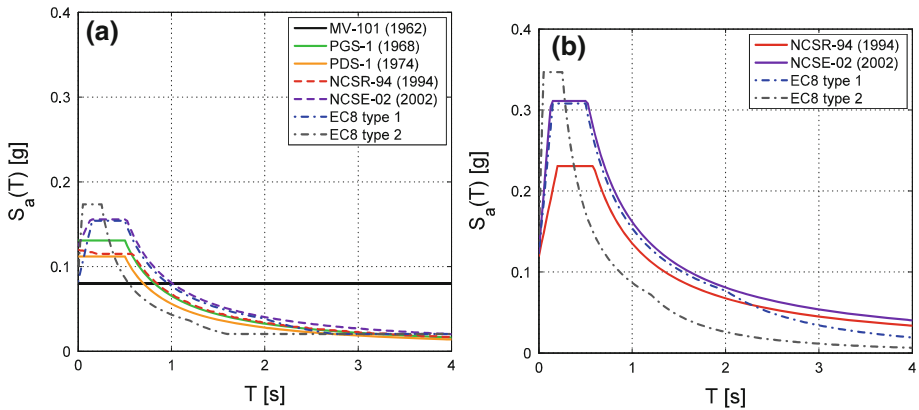 (a)
MV-101 (1962)
PGS-1 (1968)
PDS-1 (1974)
NCSR-94 (1994)
NCSE-02 (2002)
EC8 type 1
EC8 type 2
0.4
0.3
0.2
0.1
0
Sa(T) [g]
0 1 2 3 4
T [s]
(b)
NCSR-94 (1994)
NCSE-02 (2002)
EC8 type 1
EC8 type 2
0.4
0.3
0.2
0.1
0
Sa(T) [g]
0 1 2 3 4
T [s]